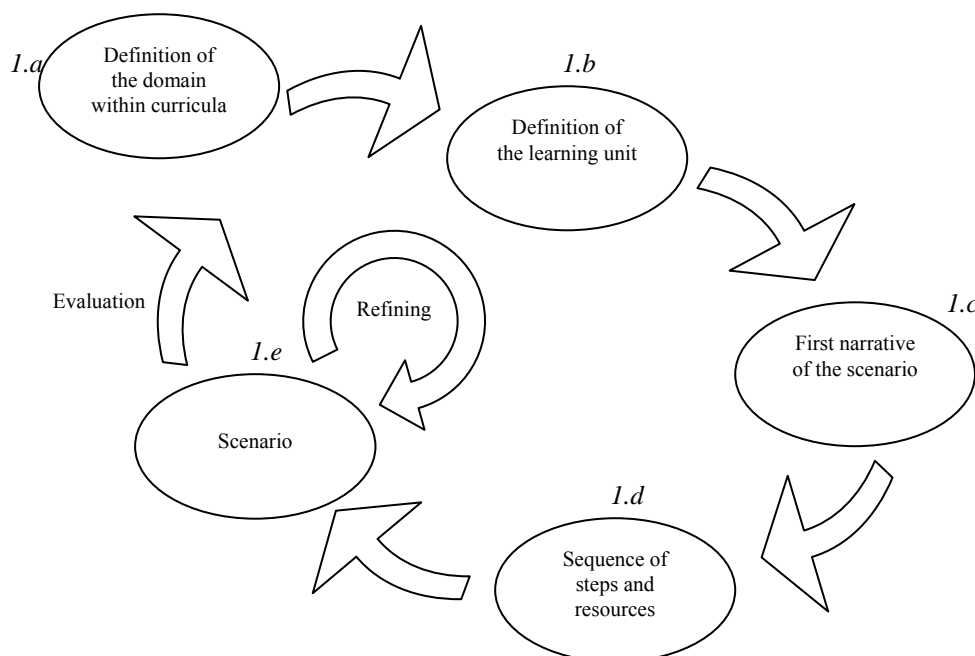 1.a
Definition of
the domain
within curricula
1.b
Definition of
the learning unit
1.c
First narrative
of the scenario
1.d
Sequence of
steps and
resources
1.e
Scenario
Refining
Evaluation